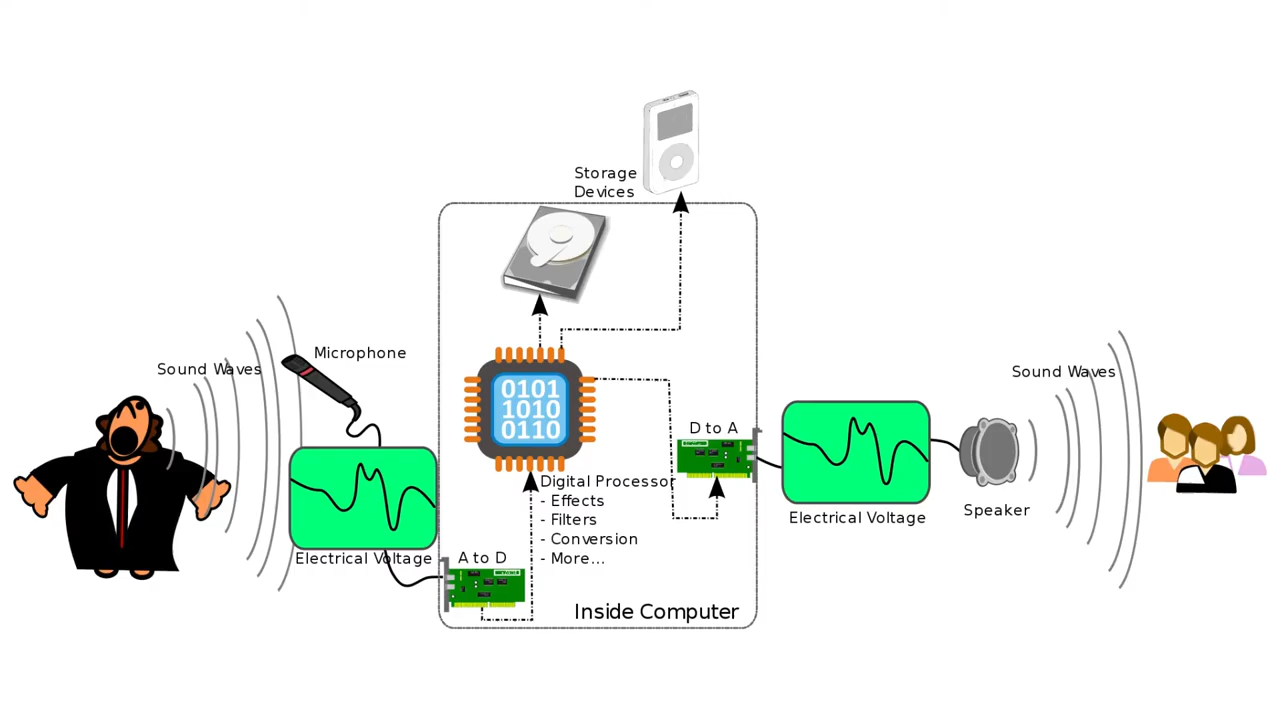 Storage
Devices
Microphone
Sound Waves
Sound Waves
0101
1010
0110
D to A
Digital Processor
- Effects
- Filters
- Conversion
- More...
Electrical Voltage
Speaker
Electrical Voltage
A to D
Inside Computer